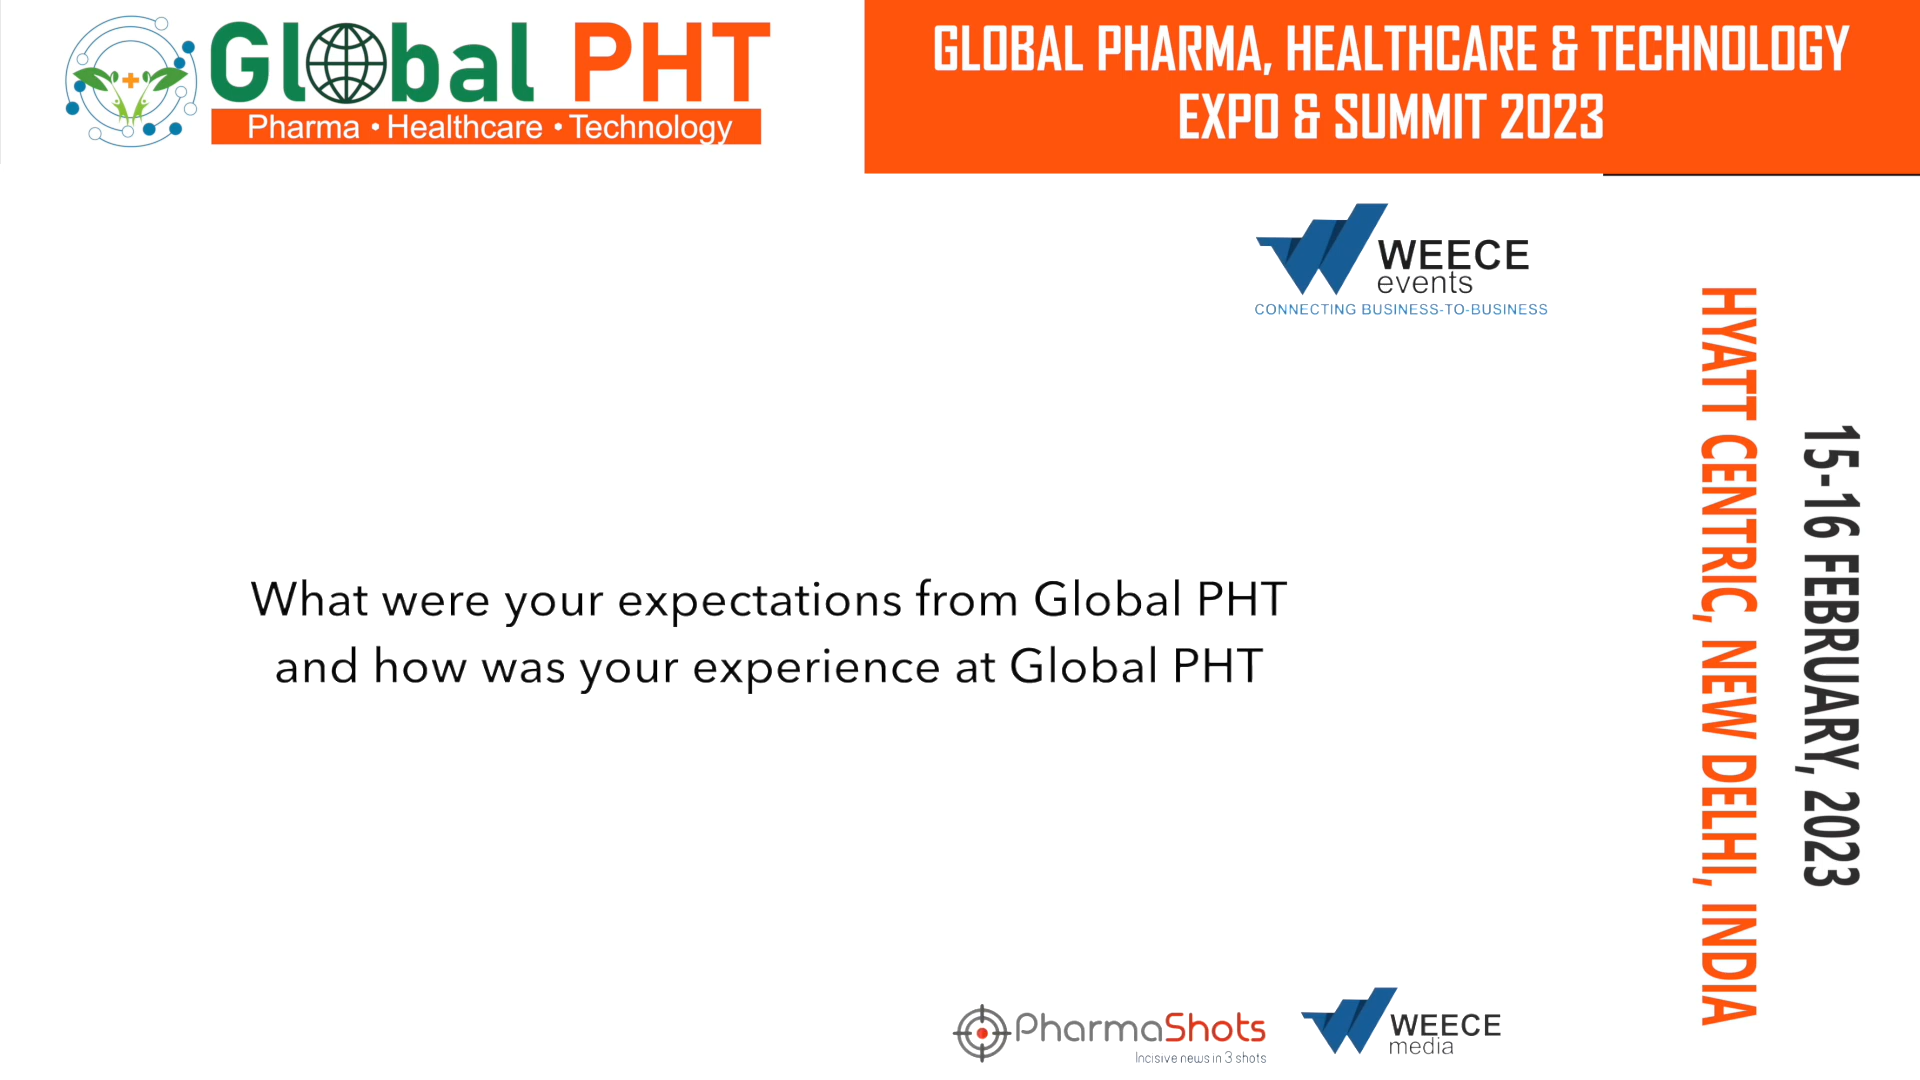 Global PHT
Pharma • Healthcare • Technology
GLOBAL PHARMA, HEALTHCARE & TECHNOLOGY
EXPO & SUMMIT 2023
WEECE
events
CONNECTING BUSINESS-TO-BUSINESS
HYATT CENTRIC, NEW DELHI, INDIA
15-16 FEBRUARY, 2023
What were your expectations from Global PHT
and how was your experience at Global PHT
PharmaShots
Incisive news in 3 shots
WEECE
media